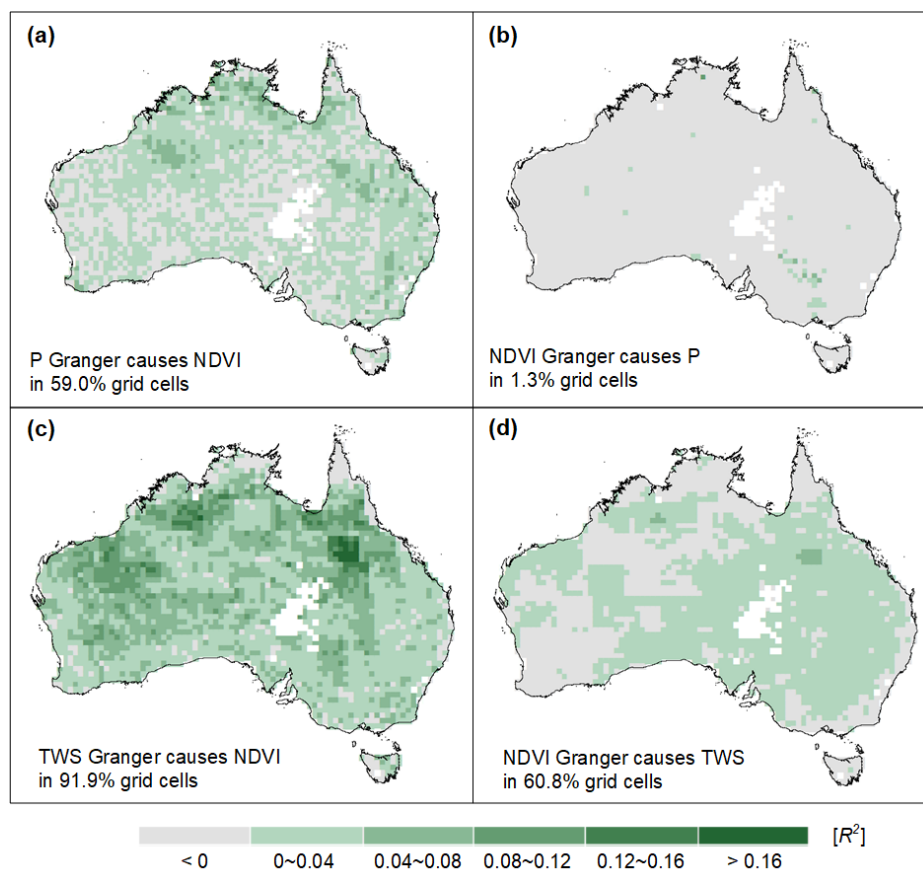 (a)
(b)
P Granger causes NDVI
in 59.0% grid cells
NDVI Granger causes P
in 1.3% grid cells
(c)
(d)
TWS Granger causes NDVI
in 91.9% grid cells
NDVI Granger causes TWS
in 60.8% grid cells
[R²]
< 0 0~0.04 0.04~0.08 0.08~0.12 0.12~0.16 > 0.16